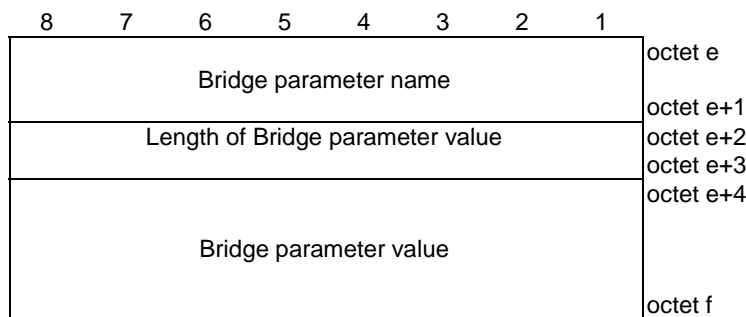 8 7 6 5 4 3 2 1
octet e
Bridge parameter name
octet e+1
Length of Bridge parameter value octet e+2
octet e+3
octet e+4
Bridge parameter value
octet f